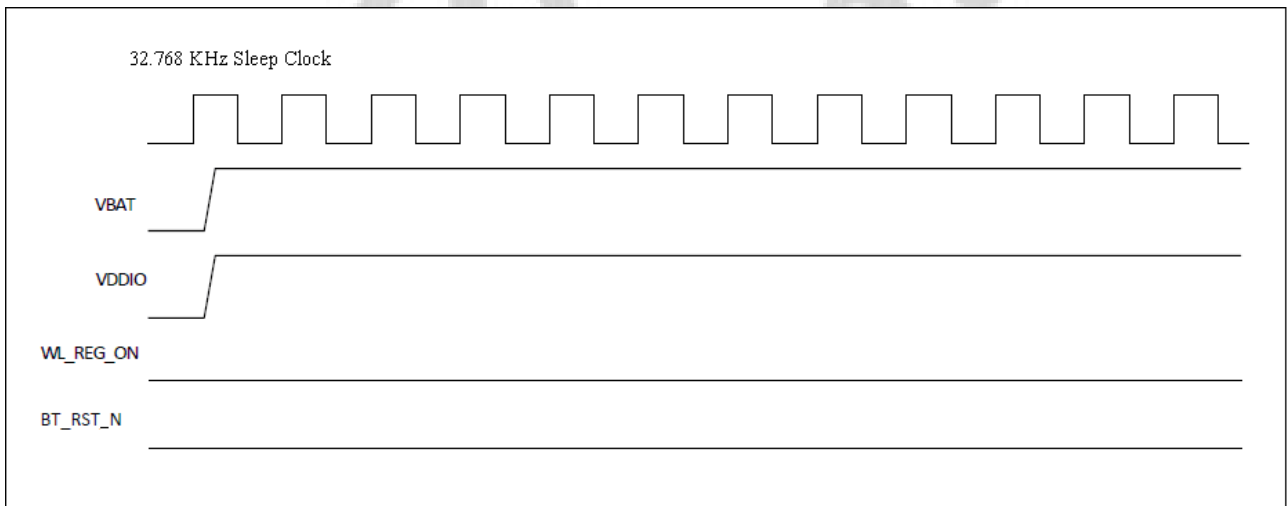 32.768 KHz Sleep Clock
VBAT
VDDIO
WL_REG_ON
BT_RST_N